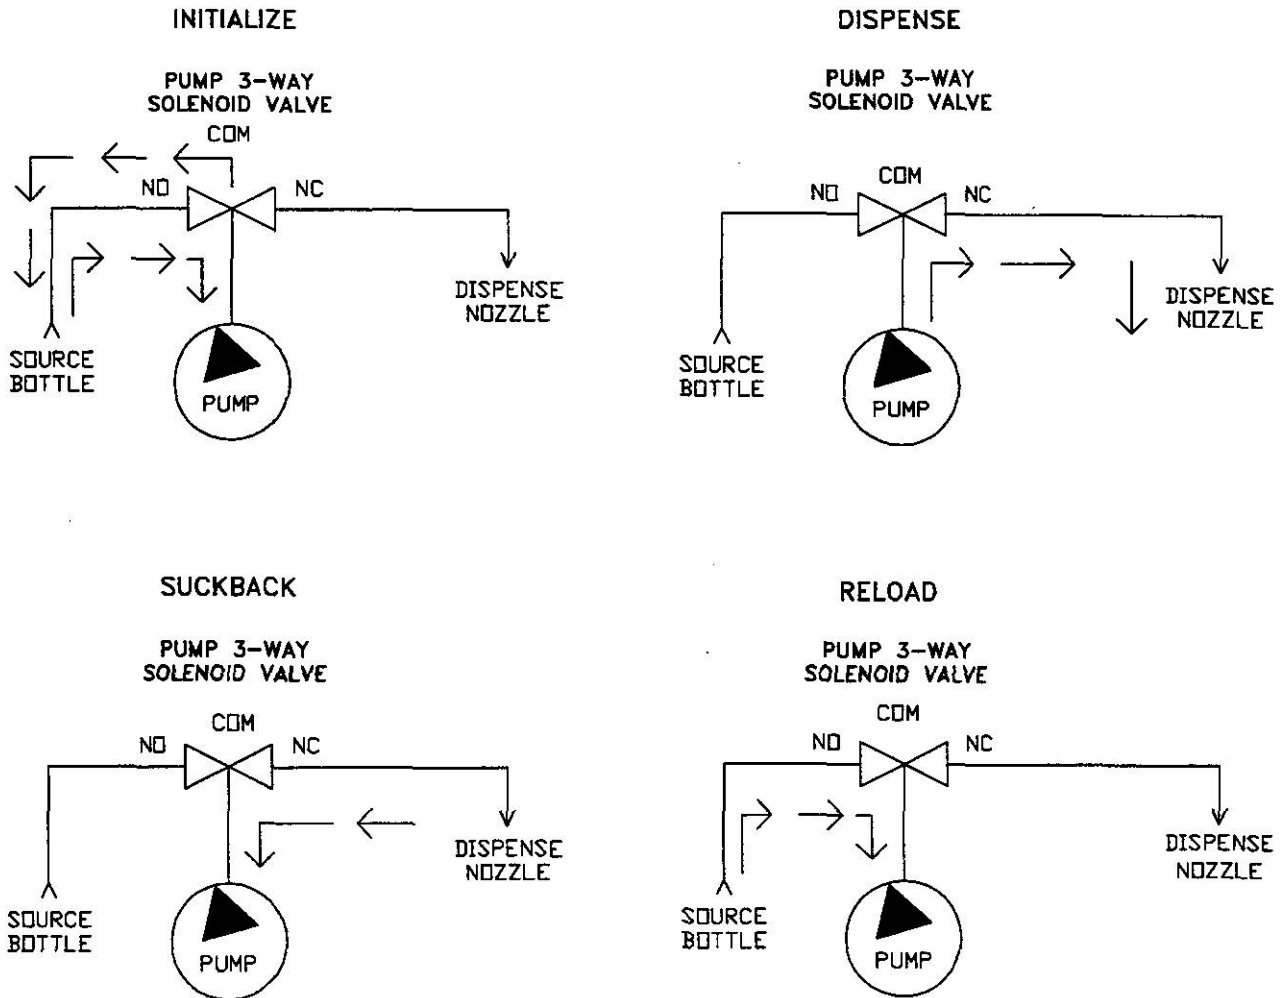 INITIALIZE
PUMP 3-WAY
SOLENOID VALVE
COM
NO
NC
DISPENSE
NOZZLE
SOURCE
BOTTLE
PUMP
DISPENSE
PUMP 3-WAY
SOLENOID VALVE
COM
NO
NC
DISPENSE
NOZZLE
SOURCE
BOTTLE
PUMP
SUCKBACK
PUMP 3-WAY
SOLENOID VALVE
COM
NO
NC
DISPENSE
NOZZLE
SOURCE
BOTTLE
PUMP
RELOAD
PUMP 3-WAY
SOLENOID VALVE
COM
NO
NC
DISPENSE
NOZZLE
SOURCE
BOTTLE
PUMP